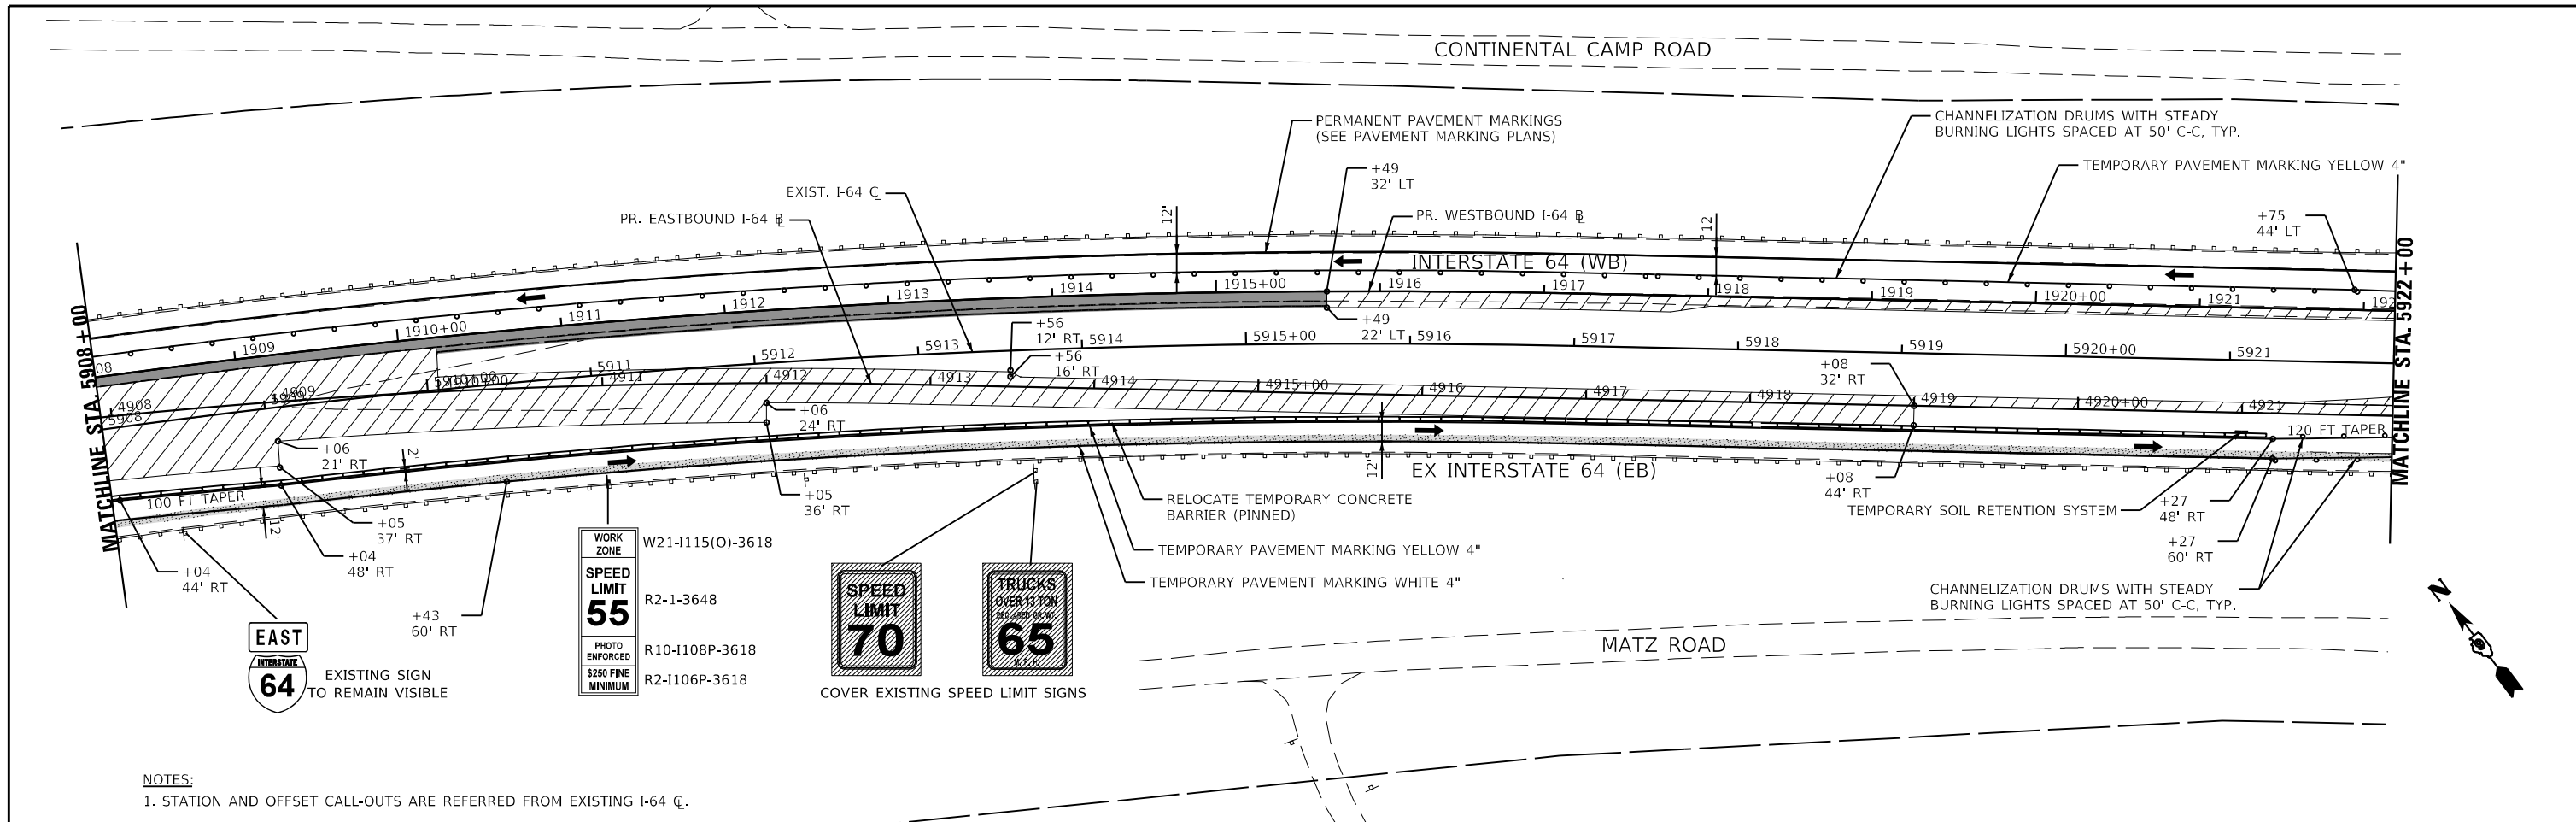 CONTINENTAL CAMP ROAD
PERMANENT PAVEMENT MARKINGS
(SEE PAVEMENT MARKING PLANS)
CHANNELIZATION DRUMS WITH STEADY
BURNING LIGHTS SPACED AT 50' C-C, TYP.
TEMPORARY PAVEMENT MARKING YELLOW 4"
+49
32' LT
EXIST. I-64 ℄
PR. EASTBOUND I-64 BL
12'
PR. WESTBOUND I-64 BL
12'
+75
44' LT
INTERSTATE 64 (WB)
MATCHLINE STA. 5908+00
MATCHLINE STA. 5922+00
08
1909
1910+00
1911
1912
1913
1914
1915+00
1916
1917
1918
1919
1920+00
1921
192
+56
12' RT
+56
16' RT
+49
22' LT
5908
5911
5912
5913
5914
5915+00
5916
5917
5918
5919
5920+00
5921
4908
4909
4910+00
4911
4912
4913
4914
4915+00
4916
4917
4918
4919
4920+00
4921
+08
32' RT
+06
24' RT
+06
21' RT
2'
120 FT TAPER
100 FT TAPER
12'
12'
EX INTERSTATE 64 (EB)
+05
36' RT
+05
37' RT
+04
48' RT
+04
44' RT
+43
60' RT
+08
44' RT
+27
48' RT
+27
60' RT
RELOCATE TEMPORARY CONCRETE
BARRIER (PINNED)
TEMPORARY SOIL RETENTION SYSTEM
TEMPORARY PAVEMENT MARKING YELLOW 4"
TEMPORARY PAVEMENT MARKING WHITE 4"
CHANNELIZATION DRUMS WITH STEADY
BURNING LIGHTS SPACED AT 50' C-C, TYP.
WORK
ZONE
W21-I115(O)-3618
SPEED
LIMIT
55
R2-1-3648
PHOTO
ENFORCED
R10-I108P-3618
$250 FINE
MINIMUM
R2-I106P-3618
SPEED
LIMIT
70
TRUCKS
OVER 13 TON
65
M. P. H.
COVER EXISTING SPEED LIMIT SIGNS
EAST
INTERSTATE
64
EXISTING SIGN
TO REMAIN VISIBLE
MATZ ROAD
N
NOTES:
1. STATION AND OFFSET CALL-OUTS ARE REFERRED FROM EXISTING I-64 ℄.